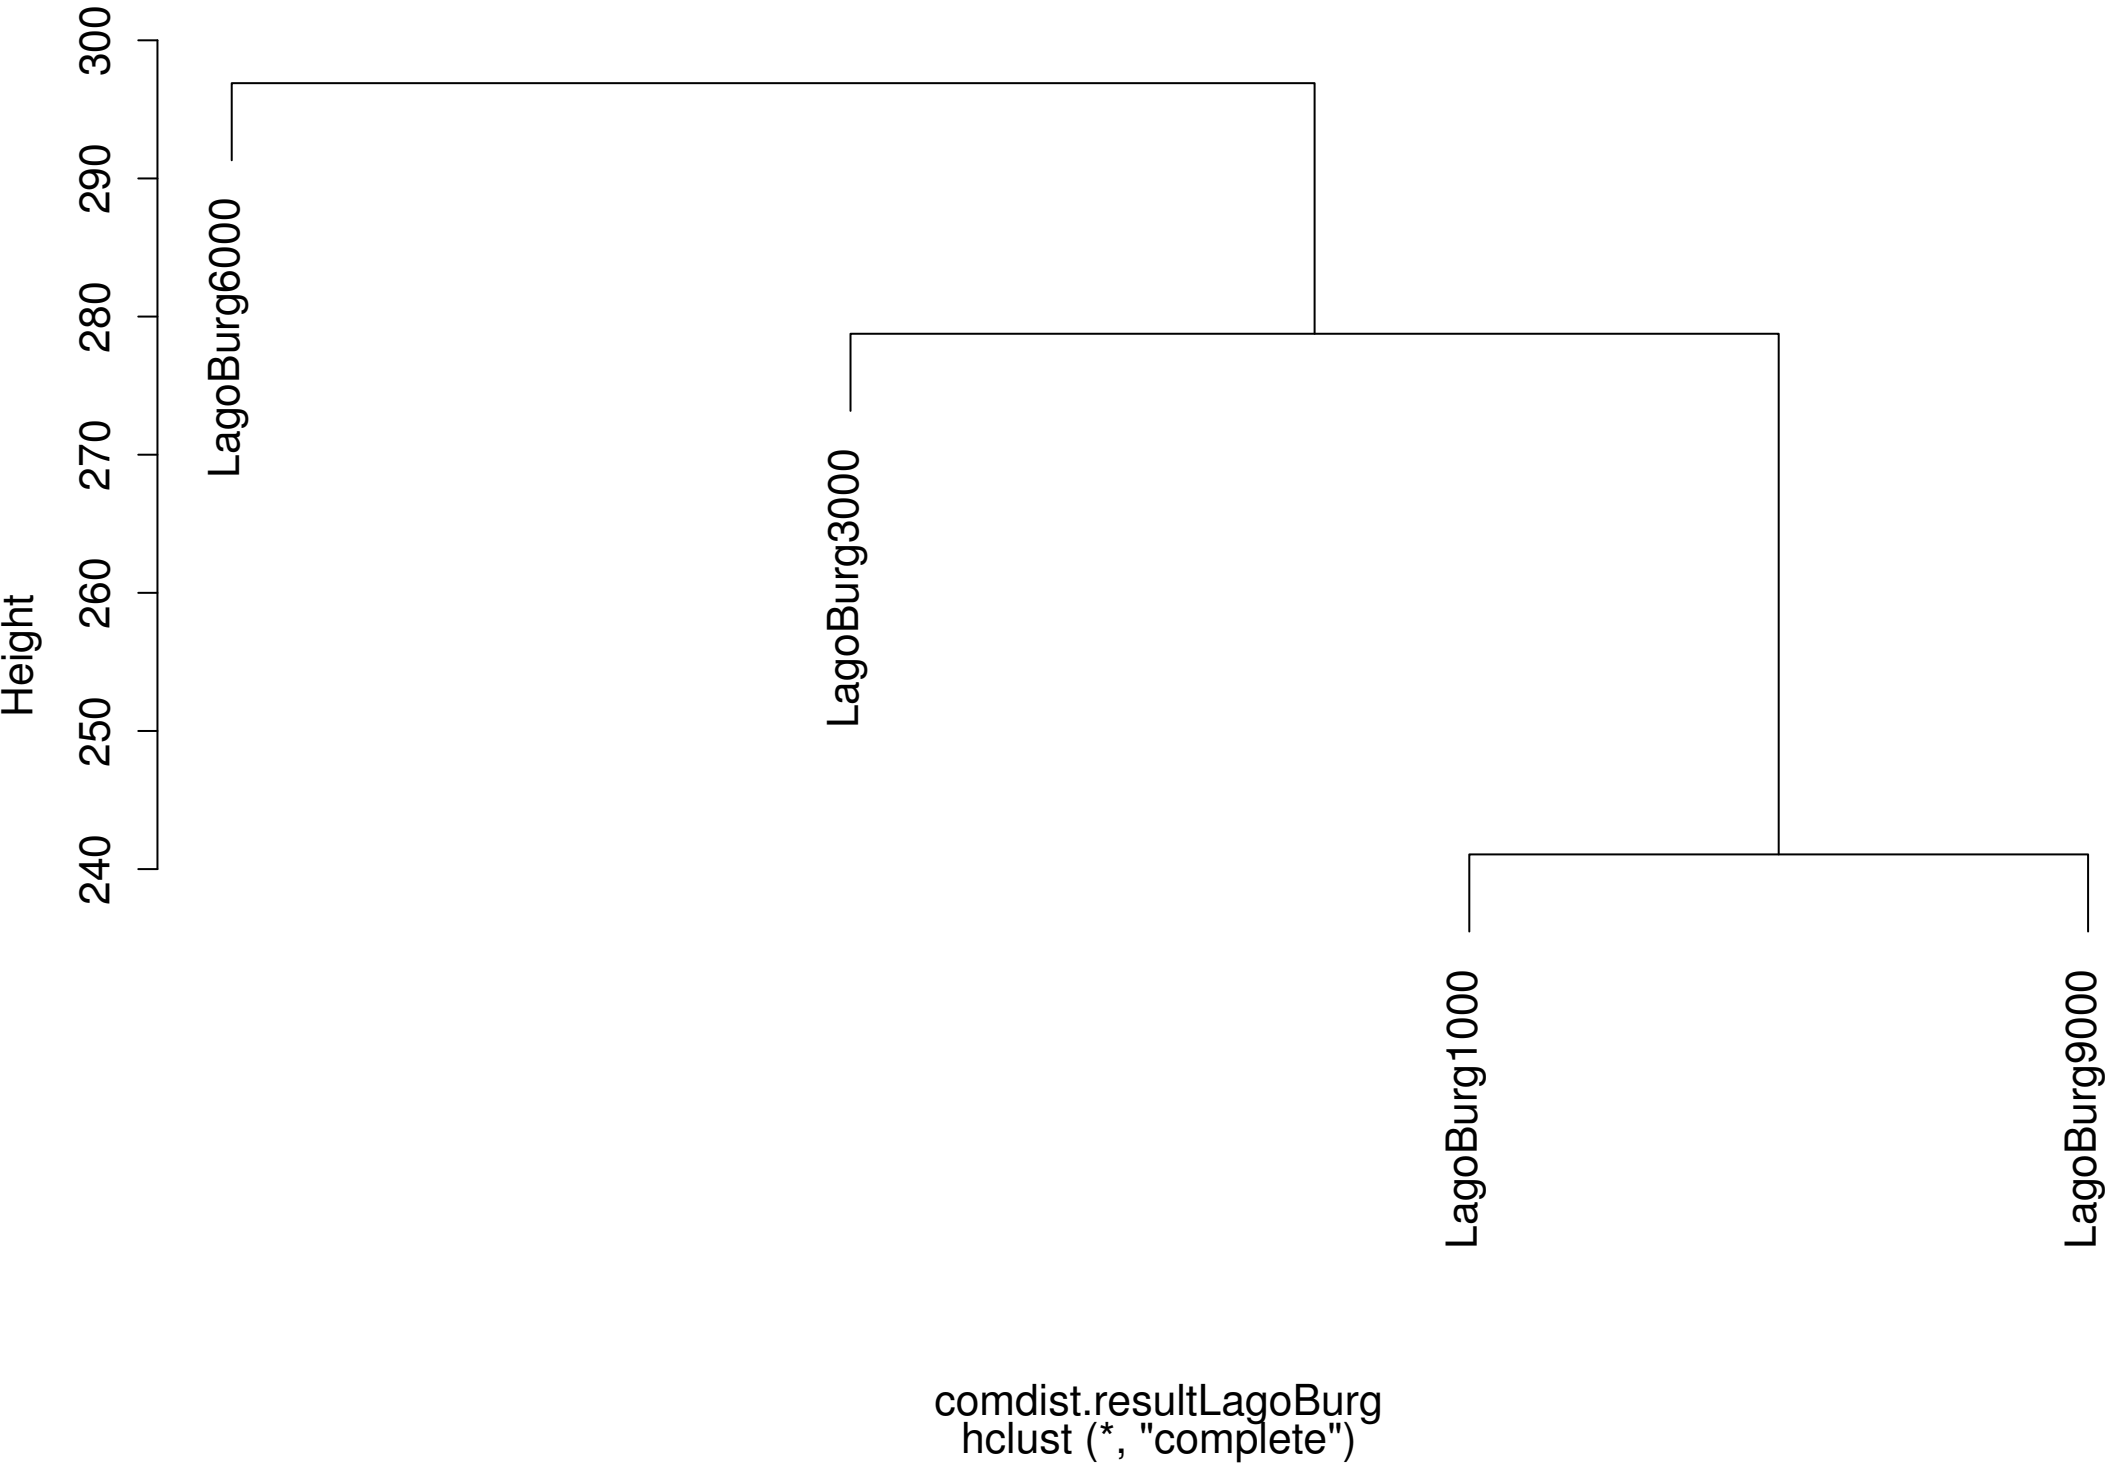 Height
300
290
280
270
260
250
240
LagoBurg6000
LagoBurg3000
LagoBurg1000
LagoBurg9000
comdist.resultLagoBurg
hclust (*, "complete")